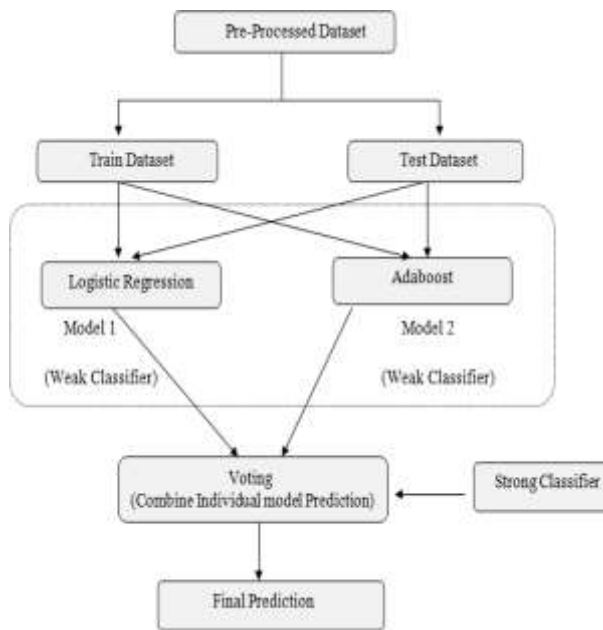 Pre-Processed Dataset
Train Dataset
Test Dataset
Logistic Regression
Adaboost
Model 1
Model 2
(Weak Classifier)
(Weak Classifier)
Voting
(Combine Individual model Prediction)
Strong Classifier
Final Prediction